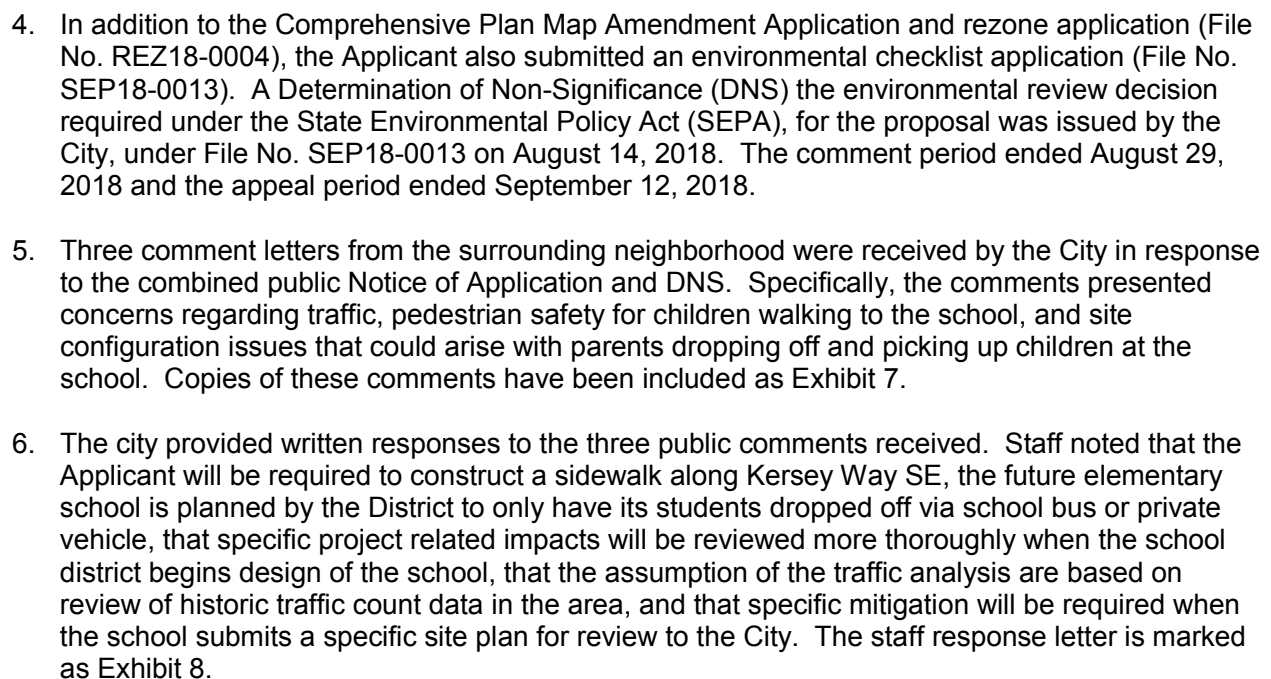 4. In addition to the Comprehensive Plan Map Amendment Application and rezone application (File
No. REZ18-0004), the Applicant also submitted an environmental checklist application (File No.
SEP18-0013). A Determination of Non-Significance (DNS) the environmental review decision
required under the State Environmental Policy Act (SEPA), for the proposal was issued by the
City, under File No. SEP18-0013 on August 14, 2018. The comment period ended August 29,
2018 and the appeal period ended September 12, 2018.
5. Three comment letters from the surrounding neighborhood were received by the City in response
to the combined public Notice of Application and DNS. Specifically, the comments presented
concerns regarding traffic, pedestrian safety for children walking to the school, and site
configuration issues that could arise with parents dropping off and picking up children at the
school. Copies of these comments have been included as Exhibit 7.
6. The city provided written responses to the three public comments received. Staff noted that the
Applicant will be required to construct a sidewalk along Kersey Way SE, the future elementary
school is planned by the District to only have its students dropped off via school bus or private
vehicle, that specific project related impacts will be reviewed more thoroughly when the school
district begins design of the school, that the assumption of the traffic analysis are based on
review of historic traffic count data in the area, and that specific mitigation will be required when
the school submits a specific site plan for review to the City. The staff response letter is marked
as Exhibit 8.